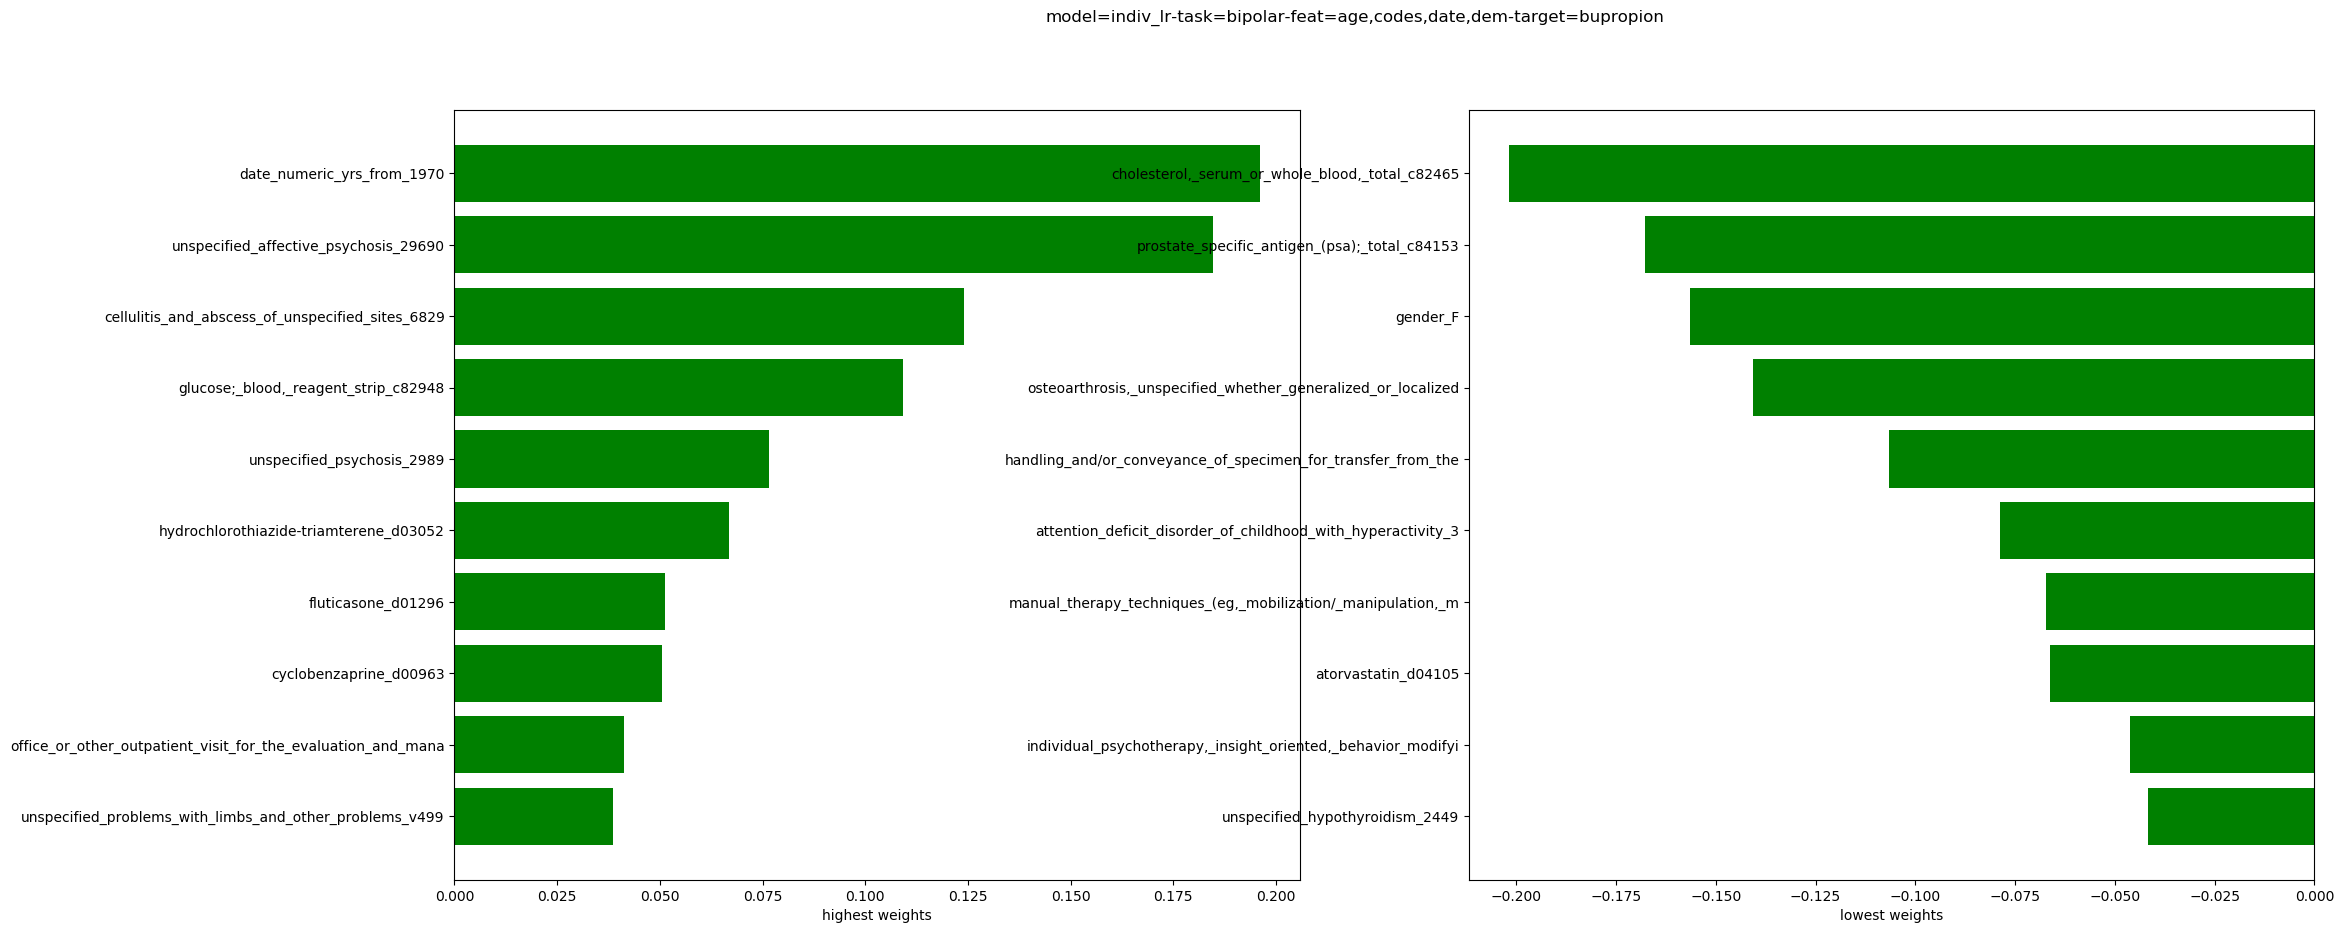 model=indiv_lr-task=bipolar-feat=age,codes,date,dem-target=bupropion
date_numeric_yrs_from_1970
unspecified_affective_psychosis_29690
cellulitis_and_abscess_of_unspecified_sites_6829
glucose;_blood,_reagent_strip_c82948
unspecified_psychosis_2989
hydrochlorothiazide-triamterene_d03052
fluticasone_d01296
cyclobenzaprine_d00963
office_or_other_outpatient_visit_for_the_evaluation_and_mana
unspecified_problems_with_limbs_and_other_problems_v499
0.000 0.025 0.050 0.075 0.100 0.125 0.150 0.175 0.200
highest weights
cholesterol,_serum_or_whole_blood,_total_c82465
prostate_specific_antigen_(psa);_total_c84153
gender_F
osteoarthrosis,_unspecified_whether_generalized_or_localized
handling_and/or_conveyance_of_specimen_for_transfer_from_the
attention_deficit_disorder_of_childhood_with_hyperactivity_3
manual_therapy_techniques_(eg,_mobilization/_manipulation,_m
atorvastatin_d04105
individual_psychotherapy,_insight_oriented,_behavior_modifyi
unspecified_hypothyroidism_2449
−0.200 −0.175 −0.150 −0.125 −0.100 −0.075 −0.050 −0.025 0.000
lowest weights